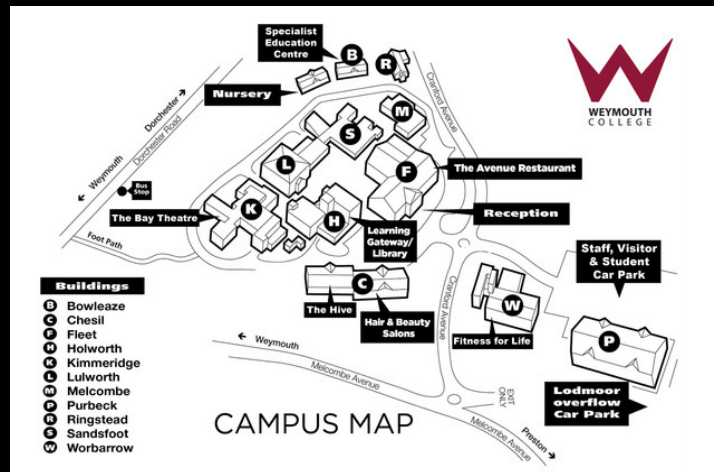 Specialist
Education
Centre
B
R
Nursery
Cranford Avenue
WEYMOUTH
COLLEGE
M
S
Dorchester
Dorchester Road
Weymouth
L
F
The Avenue Restaurant
Bus
Stop
K
The Bay Theatre
H
Reception
Learning
Gateway/
Library
Foot Path
Staff, Visitor
& Student
Car Park
Buildings
B Bowleaze
C Chesil
F Fleet
H Holworth
K Kimmeridge
L Lulworth
M Melcombe
P Purbeck
R Ringstead
S Sandsfoot
W Worbarrow
C
The Hive
Hair & Beauty
Salons
Cranford Avenue
W
Fitness for Life
P
Weymouth
Melcombe Avenue
Lodmoor
overflow
Car Park
EXIT
ONLY
CAMPUS MAP
Melcombe Avenue
Preston